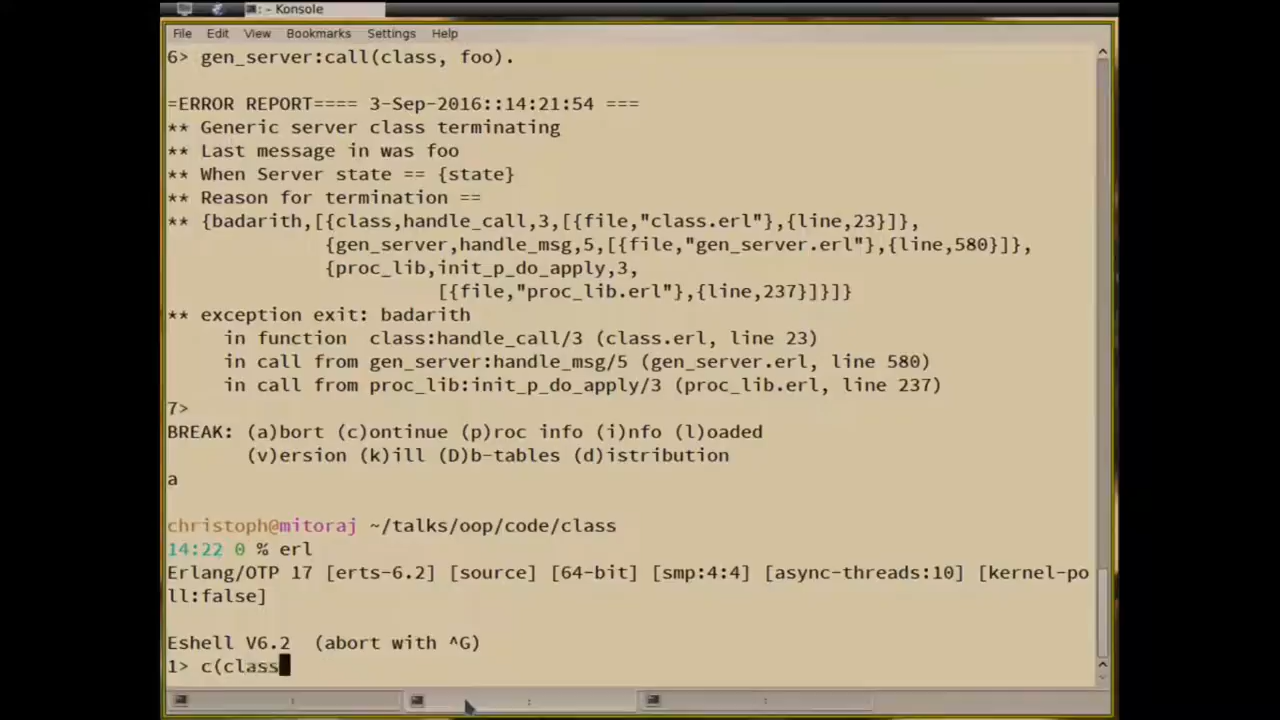 : - Konsole
File Edit View Bookmarks Settings Help
6> gen_server:call(class, foo).
=ERROR REPORT==== 3-Sep-2016::14:21:54 ===
** Generic server class terminating
** Last message in was foo
** When Server state == {state}
** Reason for termination ==
** {badarith,[{class,handle_call,3,[{file,"class.erl"},{line,23}]},
{gen_server,handle_msg,5,[{file,"gen_server.erl"},{line,580}]},
{proc_lib,init_p_do_apply,3,
[{file,"proc_lib.erl"},{line,237}]}]}
** exception exit: badarith
in function  class:handle_call/3 (class.erl, line 23)
in call from gen_server:handle_msg/5 (gen_server.erl, line 580)
in call from proc_lib:init_p_do_apply/3 (proc_lib.erl, line 237)
7>
BREAK: (a)bort (c)ontinue (p)roc info (i)nfo (l)oaded
(v)ersion (k)ill (D)b-tables (d)istribution
a
christoph@mitoraj ~/talks/oop/code/class
14:22 0 % erl
Erlang/OTP 17 [erts-6.2] [source] [64-bit] [smp:4:4] [async-threads:10] [kernel-po
ll:false]
Eshell V6.2  (abort with ^G)
1> c(class
: : :